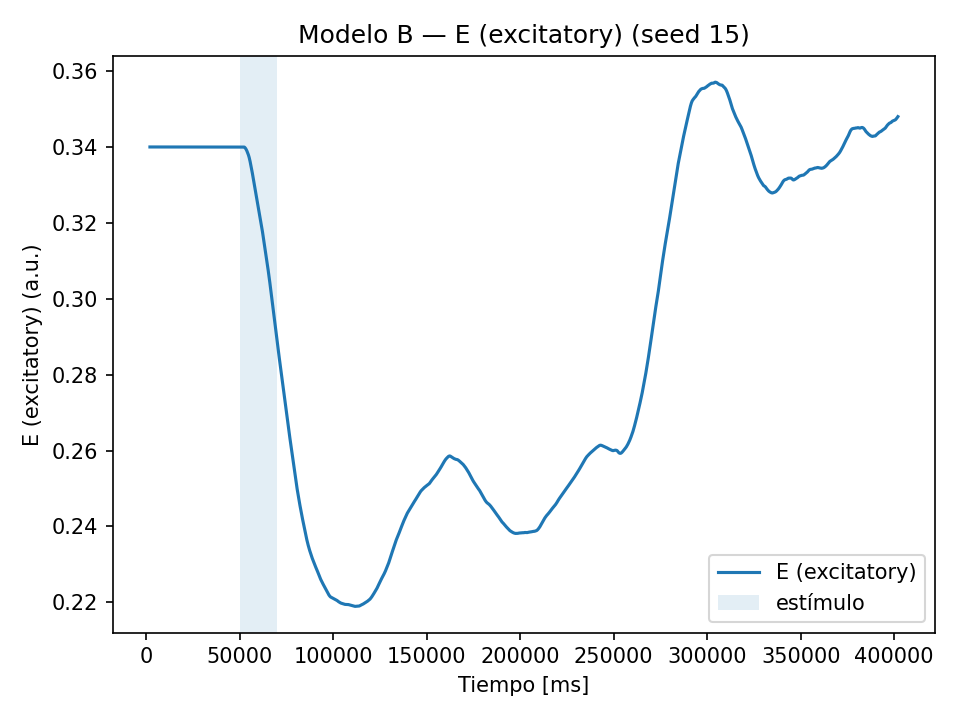 Modelo B — E (excitatory) (seed 15)
E (excitatory) (a.u.)
0.36
0.34
0.32
0.30
0.28
0.26
0.24
0.22
E (excitatory)
estímulo
0 50000 100000 150000 200000 250000 300000 350000 400000
Tiempo [ms]